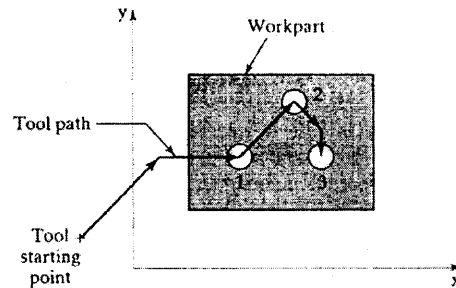 y
Workpart
2
Tool path
1
3
Tool
starting
point
x